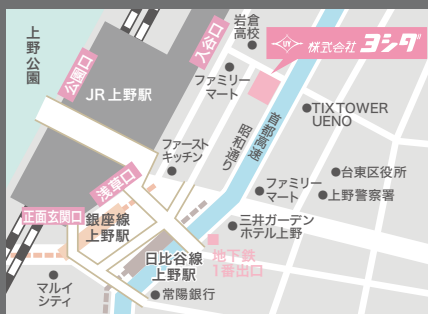 上野公園
公園口
JR上野駅
入谷口
岩倉
高校
UY 株式会社ヨシダ
ファミリー
マート
TIXTOWER
UENO
首都高速
昭和通り
ファースト
キッチン
浅草口
台東区役所
ファミリー
マート
上野警察署
正面玄関口
銀座線
上野駅
三井ガーデン
ホテル上野
日比谷線
上野駅
地下鉄
1番出口
マルイ
シティ
常陽銀行